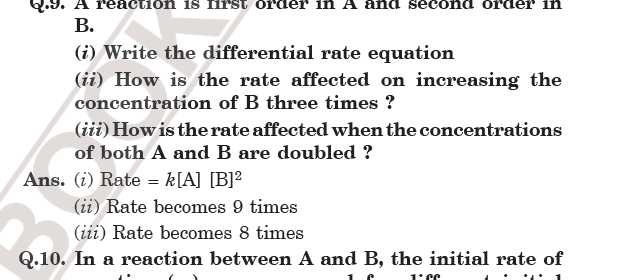 Q.9. A reaction is first order in A and second order in
B.
(i) Write the differential rate equation
(ii) How is the rate affected on increasing the
concentration of B three times ?
(iii) How is the rate affected when the concentrations
of both A and B are doubled ?
Ans. (i) Rate = k[A] [B]²
(ii) Rate becomes 9 times
(iii) Rate becomes 8 times
Q.10. In a reaction between A and B, the initial rate of